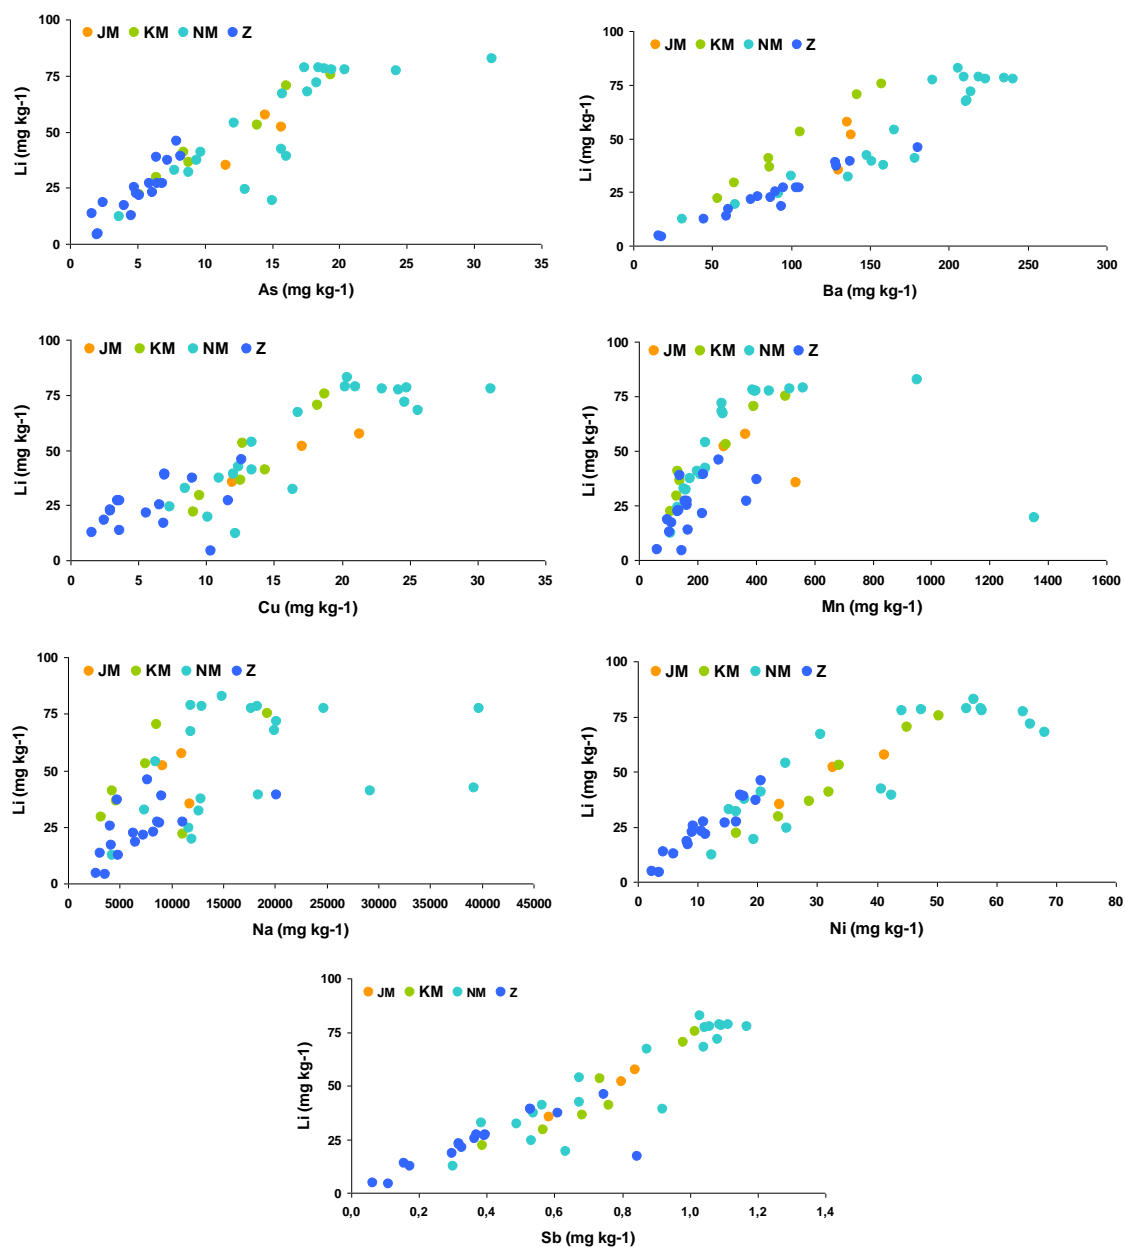 JM KM NM Z
Li (mg kg-1)
100
75
50
25
0
0 5 10 15 20 25 30 35
As (mg kg-1)
JM KM NM Z
Li (mg kg-1)
100
75
50
25
0
0 50 100 150 200 250 300
Ba (mg kg-1)
JM KM NM Z
Li (mg kg-1)
100
75
50
25
0
0 5 10 15 20 25 30 35
Cu (mg kg-1)
JM KM NM Z
Li (mg kg-1)
100
75
50
25
0
0 200 400 600 800 1000 1200 1400 1600
Mn (mg kg-1)
JM KM NM Z
Li (mg kg-1)
100
75
50
25
0
0 5000 10000 15000 20000 25000 30000 35000 40000 45000
Na (mg kg-1)
JM KM NM Z
Li (mg kg-1)
100
75
50
25
0
0 10 20 30 40 50 60 70 80
Ni (mg kg-1)
JM KM NM Z
Li (mg kg-1)
100
75
50
25
0
0,0 0,2 0,4 0,6 0,8 1,0 1,2 1,4
Sb (mg kg-1)